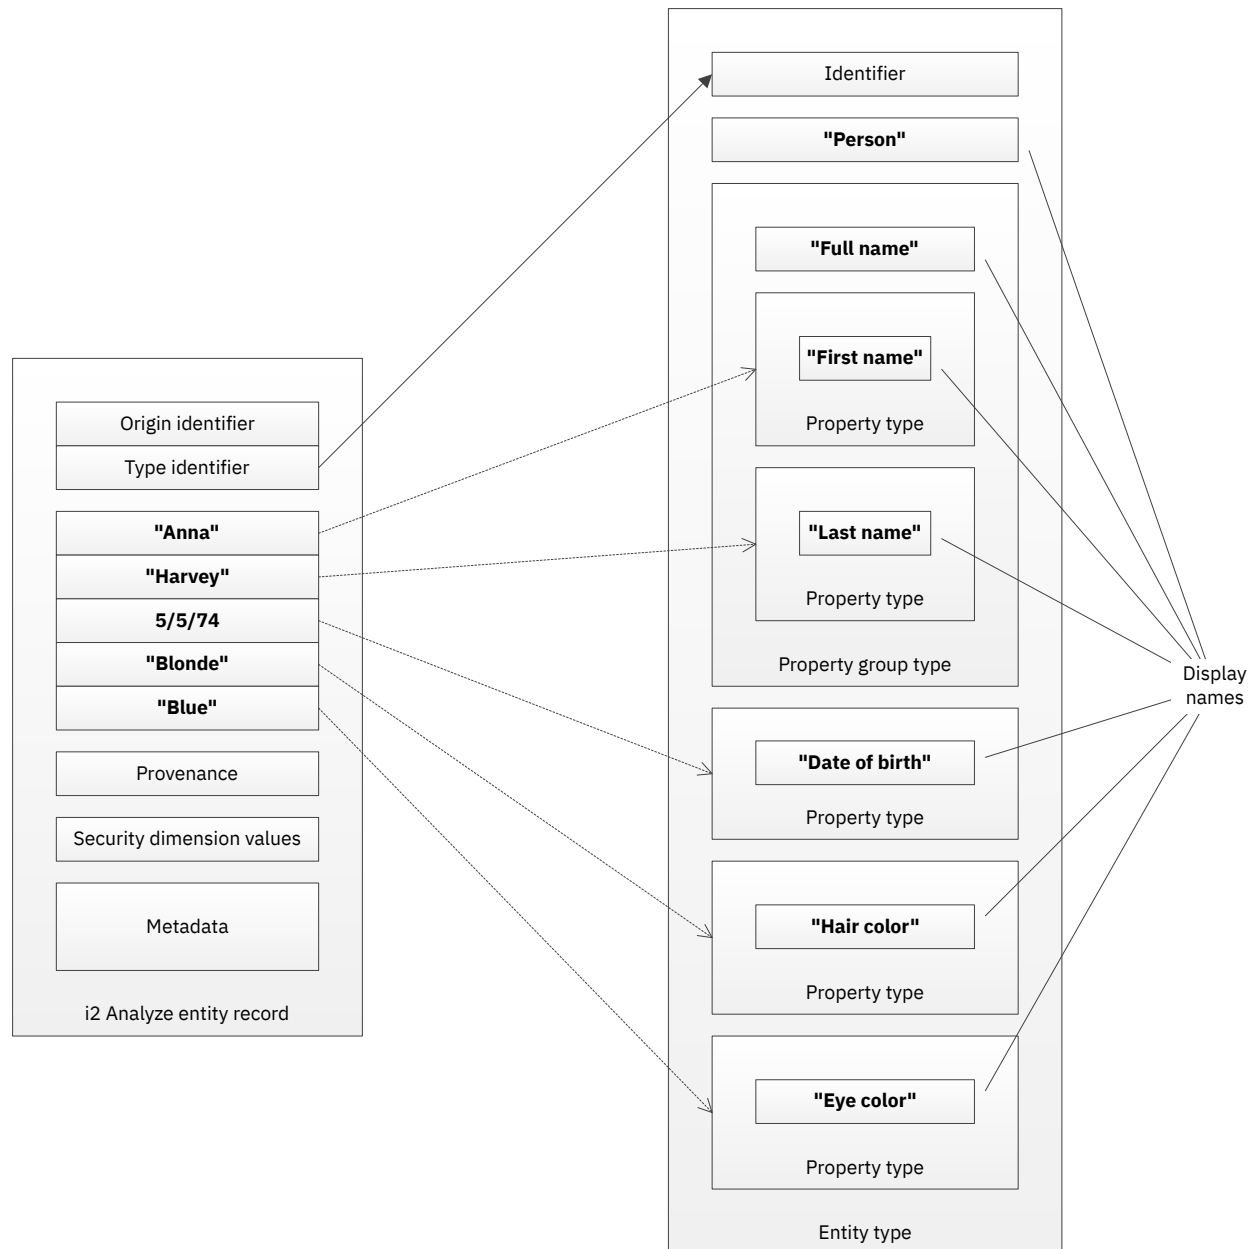 Origin identifier
Type identifier
"Anna"
"Harvey"
5/5/74
"Blonde"
"Blue"
Provenance
Security dimension values
Metadata
i2 Analyze entity record
Identifier
"Person"
"Full name"
"First name"
Property type
"Last name"
Property type
Property group type
"Date of birth"
Property type
"Hair color"
Property type
"Eye color"
Property type
Entity type
Display
names